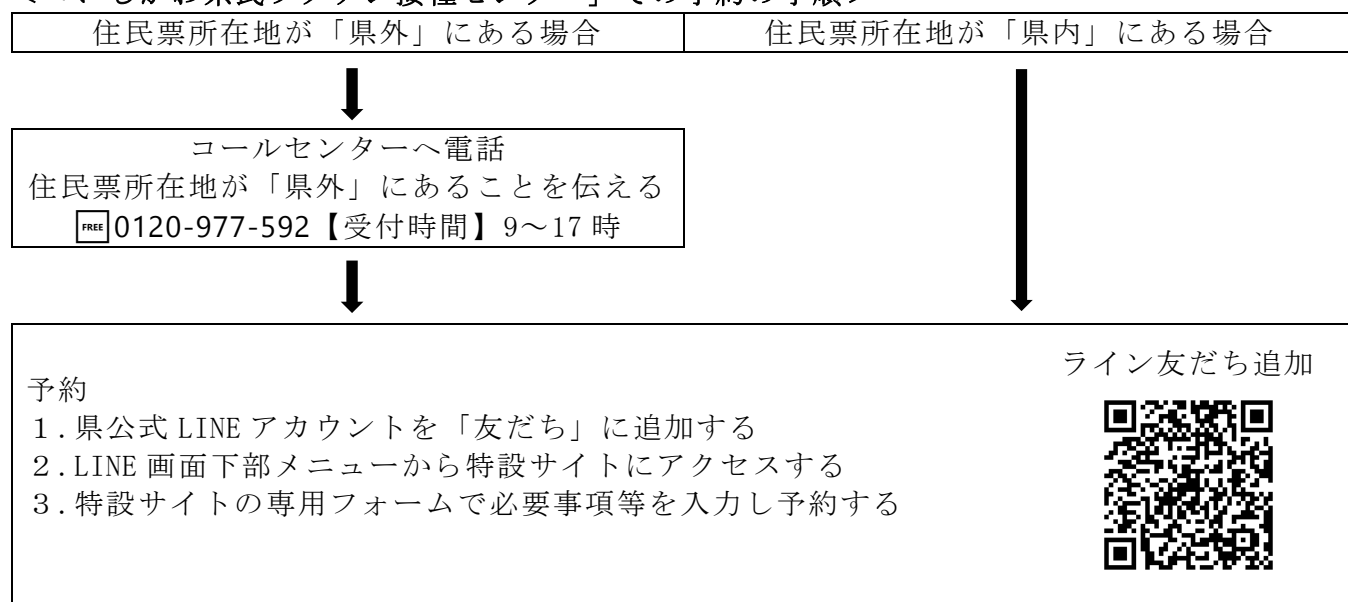 住民票所在地が「県外」にある場合
住民票所在地が「県内」にある場合
コールセンターへ電話
住民票所在地が「県外」にあることを伝える
FREE 0120-977-592【受付時間】9～17時
ライン友だち追加
予約
１.県公式LINEアカウントを「友だち」に追加する
２.LINE画面下部メニューから特設サイトにアクセスする
３.特設サイトの専用フォームで必要事項等を入力し予約する